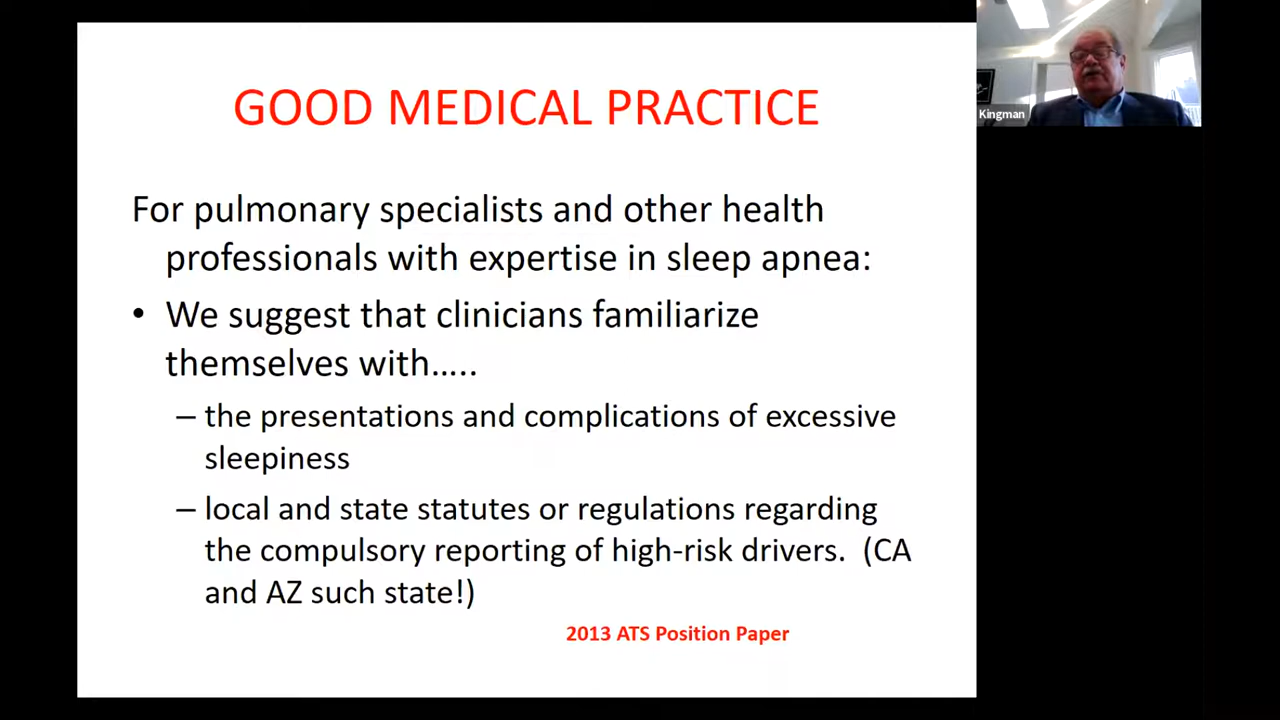 GOOD MEDICAL PRACTICE
For pulmonary specialists and other health
professionals with expertise in sleep apnea:
• We suggest that clinicians familiarize
themselves with…..
– the presentations and complications of excessive
sleepiness
– local and state statutes or regulations regarding
the compulsory reporting of high-risk drivers.  (CA
and AZ such state!)
2013 ATS Position Paper
Kingman